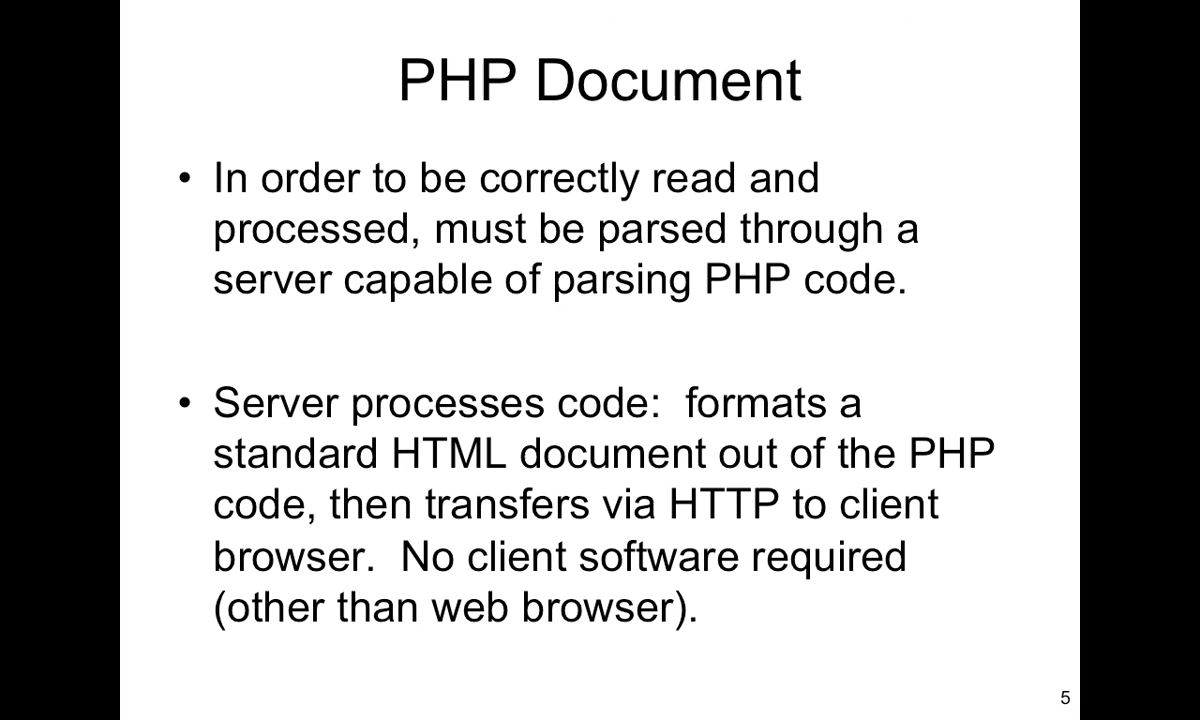 PHP Document
• In order to be correctly read and
processed, must be parsed through a
server capable of parsing PHP code.
• Server processes code:  formats a
standard HTML document out of the PHP
code, then transfers via HTTP to client
browser.  No client software required
(other than web browser).
5